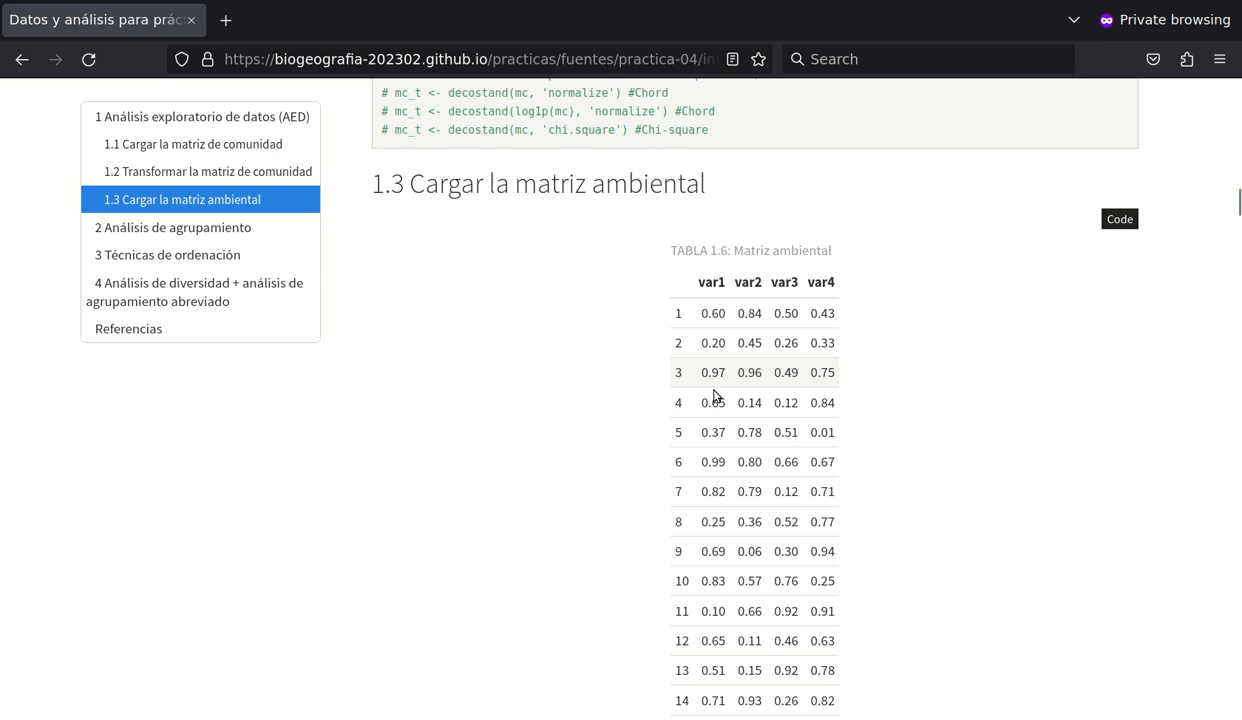 Datos y análisis para prác
Private browsing
https://biogeografia-202302.github.io/practicas/fuentes/practica-04/in
Search
# mc_t <- decostand(mc, 'normalize') #Chord
# mc_t <- decostand(log1p(mc), 'normalize') #Chord
# mc_t <- decostand(mc, 'chi.square') #Chi-square
1 Análisis exploratorio de datos (AED)
1.1 Cargar la matriz de comunidad
1.2 Transformar la matriz de comunidad
1.3 Cargar la matriz ambiental
2 Análisis de agrupamiento
3 Técnicas de ordenación
4 Análisis de diversidad + análisis de
agrupamiento abreviado
Referencias
1.3 Cargar la matriz ambiental
Code
TABLA 1.6: Matriz ambiental
var1 var2 var3 var4
1 0.60 0.84 0.50 0.43
2 0.20 0.45 0.26 0.33
3 0.97 0.96 0.49 0.75
4 0.14 0.12 0.84
5 0.37 0.78 0.51 0.01
6 0.99 0.80 0.66 0.67
7 0.82 0.79 0.12 0.71
8 0.25 0.36 0.52 0.77
9 0.69 0.06 0.30 0.94
10 0.83 0.57 0.76 0.25
11 0.10 0.66 0.92 0.91
12 0.65 0.11 0.46 0.63
13 0.51 0.15 0.92 0.78
14 0.71 0.93 0.26 0.82